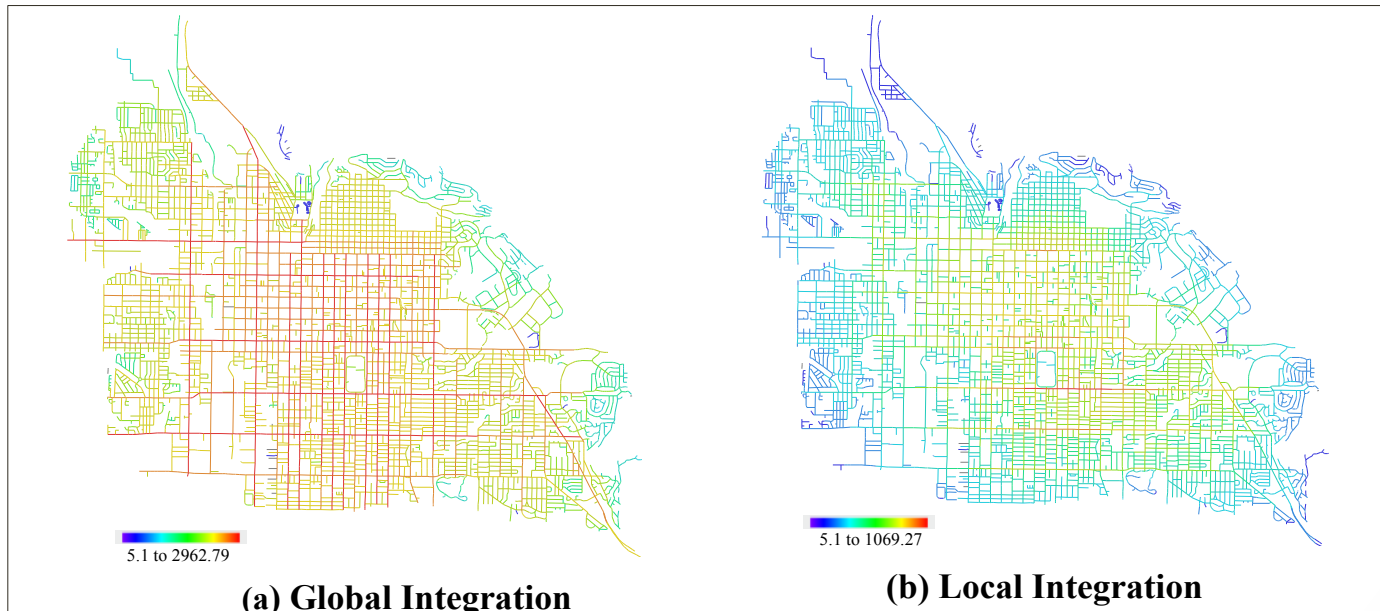 5.1 to 2962.79
5.1 to 1069.27
(a) Global Integration
(b) Local Integration